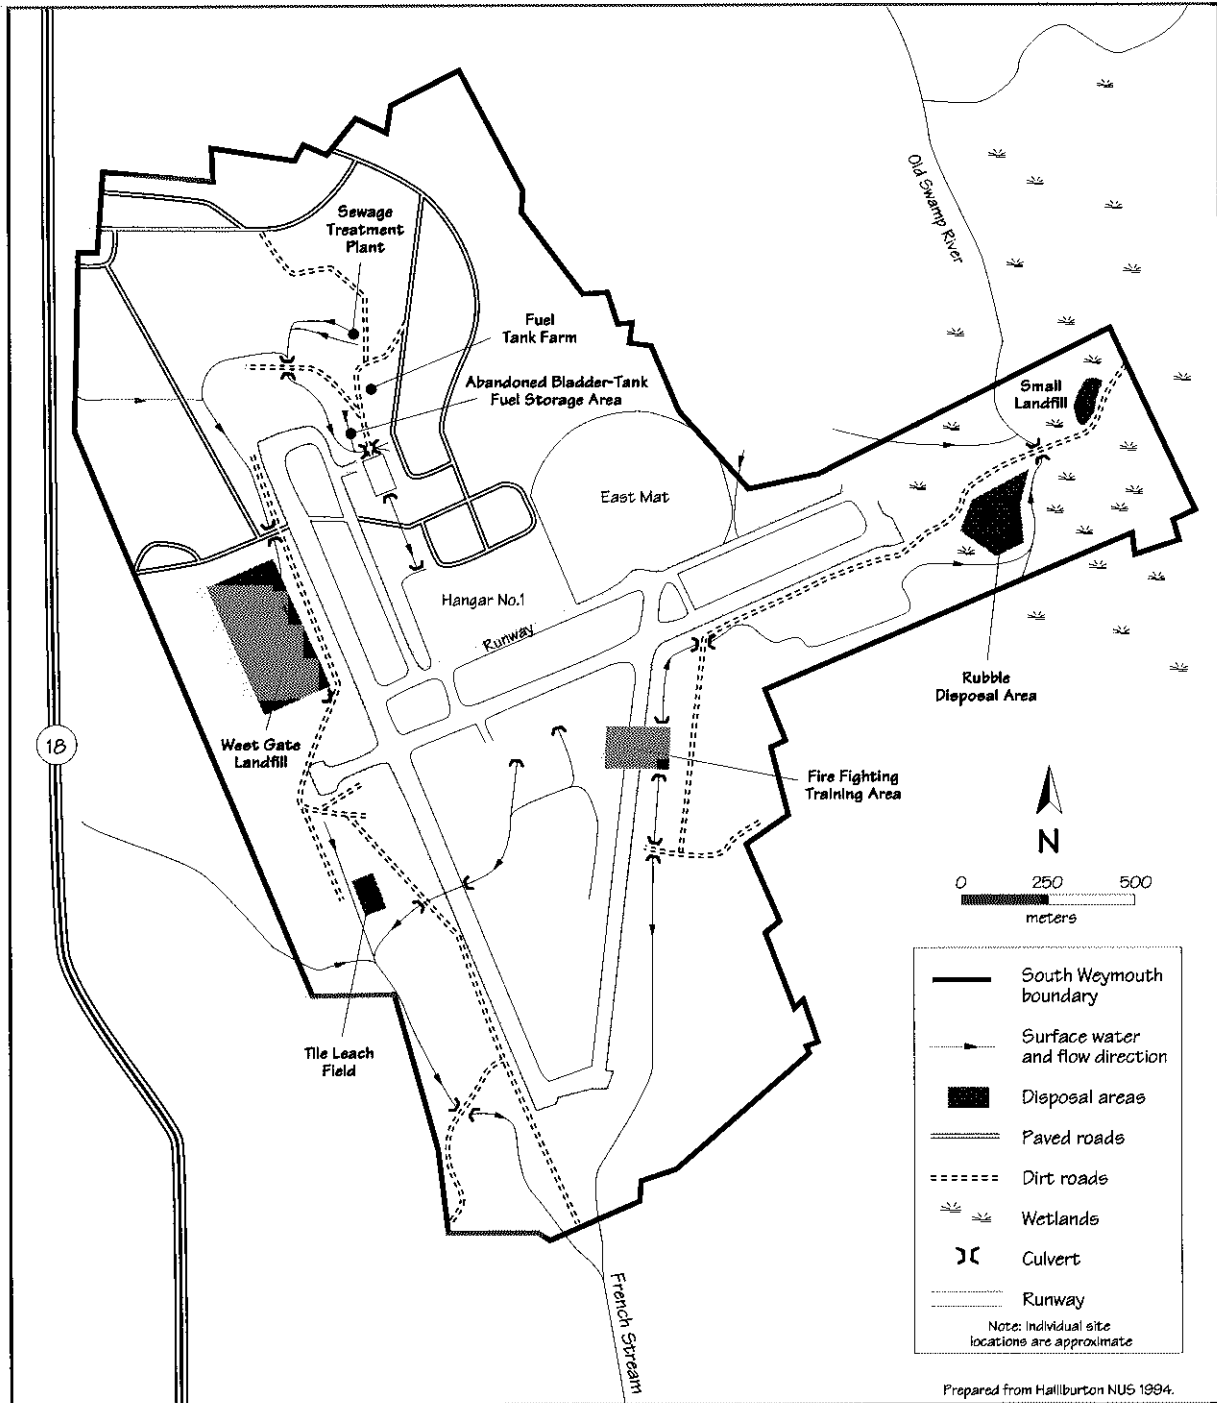 Old Swamp River
Sewage
Treatment
Plant
Fuel
Tank Farm
Abandoned Bladder-Tank
Fuel Storage Area
Small
Landfill
East Mat
Hangar No.1
Runway
Rubble
Disposal Area
18
West Gate
Landfill
Fire Fighting
Training Area
N
0 250 500
meters
Tile Leach
Field
South Weymouth
boundary
Surface water
and flow direction
Disposal areas
Paved roads
Dirt roads
Wetlands
Culvert
Runway
Note: Individual site
locations are approximate
French Stream
Prepared from Halliburton NUS 1994.